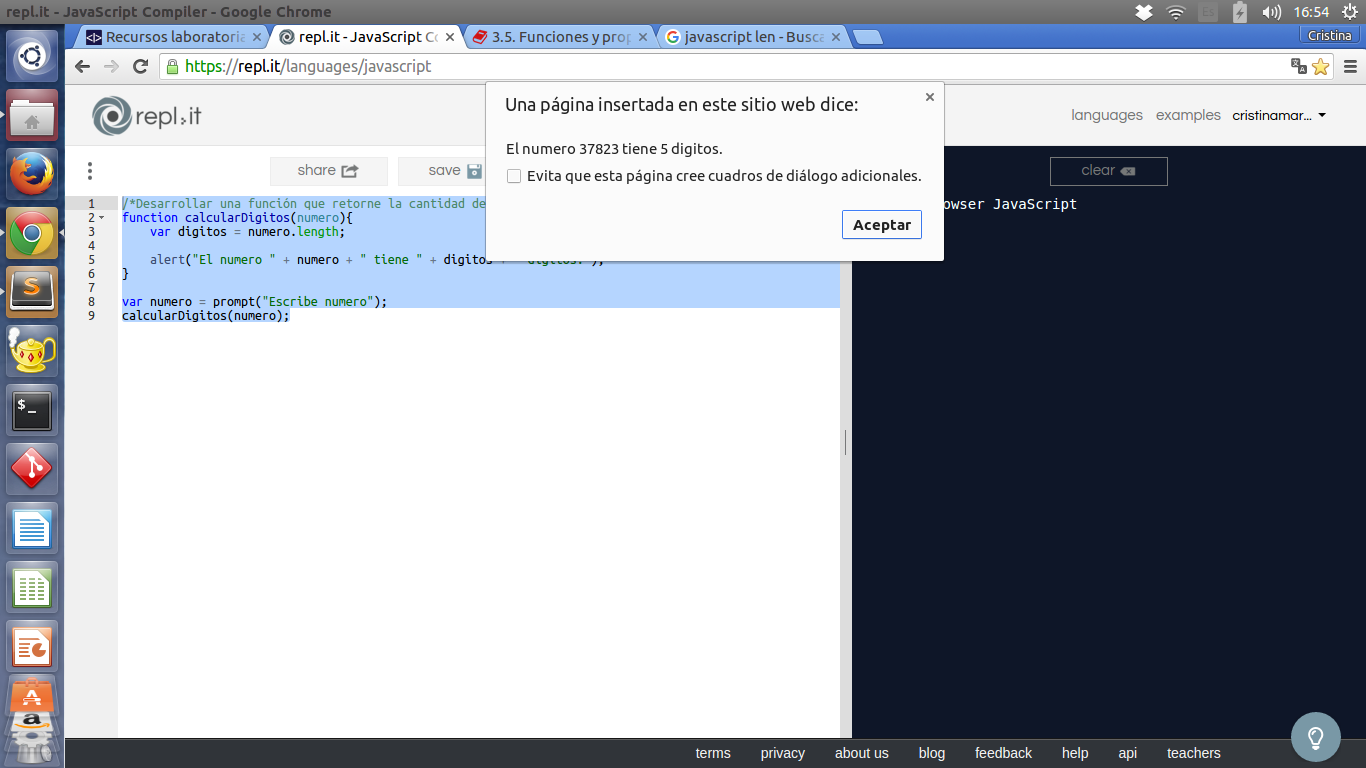 repl.it - JavaScript Compiler - Google Chrome
Es
16:54
Recursos laboratoria
repl.it - JavaScript Co
3.5. Funciones y prop
javascript len - Busca
Cristina
https://repl.it/languages/javascript
repl.it
languages
examples
cristinamar...
Una página insertada en este sitio web dice:
El numero 37823 tiene 5 digitos.
Evita que esta página cree cuadros de diálogo adicionales.
Aceptar
share
save
clear
1 /*Desarrollar una función que retorne la cantidad de
2 function calcularDigitos(numero){
3 var digitos = numero.length;
4
5 alert("El numero " + numero + " tiene " + digitos + " digitos.");
6 }
7
8 var numero = prompt("Escribe numero");
9 calcularDigitos(numero);
owser JavaScript
terms
privacy
about us
blog
feedback
help
api
teachers